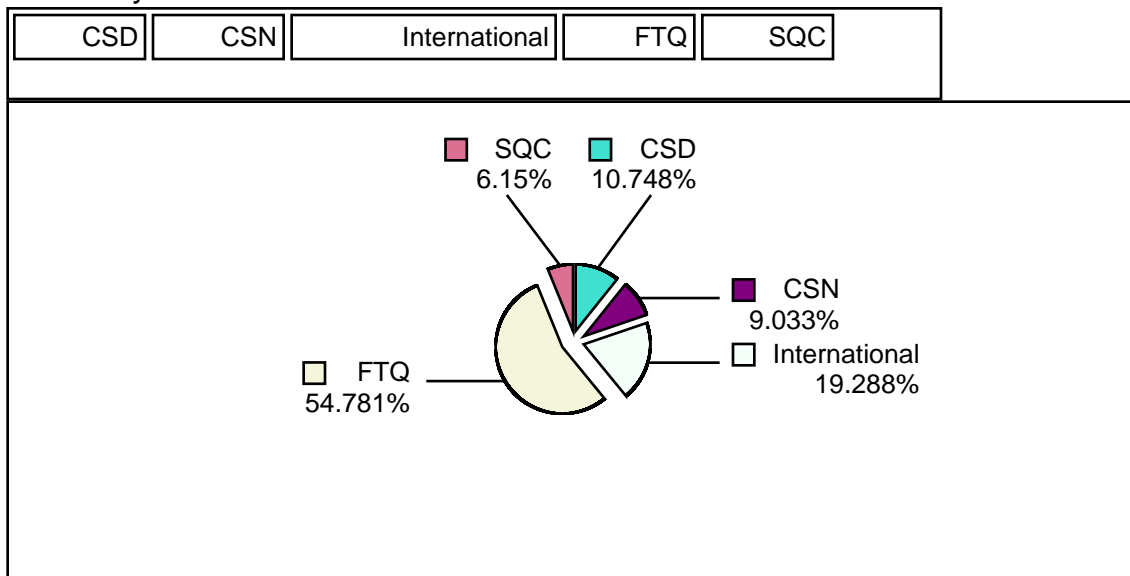 CSD CSN International FTQ SQC
SQC CSD
6.15% 10.748%
CSN
9.033%
International
19.288%
FTQ
54.781%